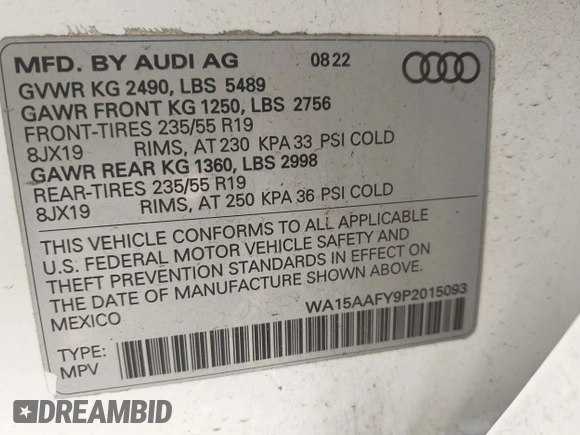 MFD. BY AUDI AG 08 22
GVWR KG 2490, LBS 5489
GAWR FRONT KG 1250, LBS 2756
FRONT-TIRES 235/55 R19
8JX19 RIMS, AT 230 KPA 33 PSI COLD
GAWR REAR KG 1360, LBS 2998
REAR-TIRES 235/55 R19
8JX19 RIMS, AT 250 KPA 36 PSI COLD
THIS VEHICLE CONFORMS TO ALL APPLICABLE
U.S. FEDERAL MOTOR VEHICLE SAFETY AND
THEFT PREVENTION STANDARDS IN EFFECT ON
THE DATE OF MANUFACTURE SHOWN ABOVE.
MEXICO
WA15AAFY9P2015093
TYPE:
MPV
DREAMBID